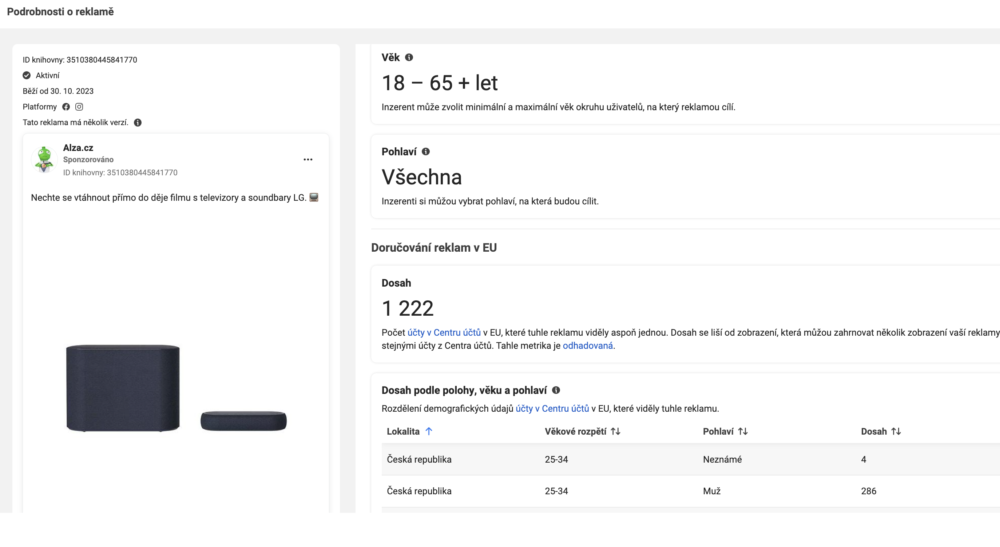 Podrobnosti o reklamě
ID knihovny: 3510380445841770
Aktivní
Běží od 30. 10. 2023
Platformy
Tato reklama má několik verzí.
Alza.cz
Sponzorováno
ID knihovny: 3510380445841770
Nechte se vtáhnout přímo do děje filmu s televizory a soundbary LG.
Věk
18 – 65 + let
Inzerent může zvolit minimální a maximální věk okruhu uživatelů, na který reklamou cílí.
Pohlaví
Všechna
Inzerenti si můžou vybrat pohlaví, na která budou cílit.
Doručování reklam v EU
Dosah
1 222
Počet účty v Centru účtů v EU, které tuhle reklamu viděly aspoň jednou. Dosah se liší od zobrazení, která můžou zahrnovat několik zobrazení vaší reklamy
stejnými účty z Centra účtů. Tahle metrika je odhadovaná.
Dosah podle polohy, věku a pohlaví
Rozdělení demografických údajů účty v Centru účtů v EU, které viděly tuhle reklamu.
Lokalita Věkové rozpětí Pohlaví Dosah
Česká republika 25-34 Neznámé 4
Česká republika 25-34 Muž 286